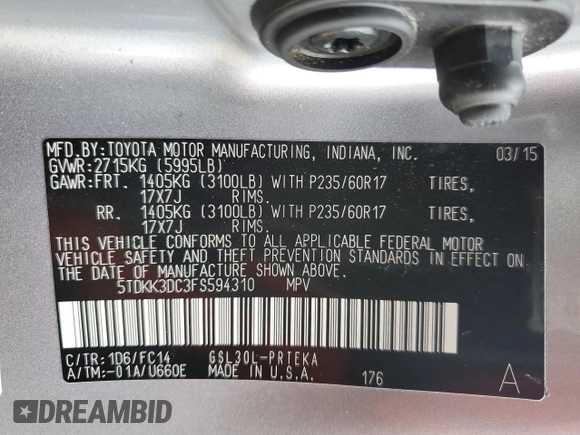 MFD.BY:TOYOTA MOTOR MANUFACTURING, INDIANA, INC. 03/15
GVWR:2715KG (5995LB)
GAWR:FRT. 1405KG (3100LB) WITH P235/60R17 TIRES,
17X7J RIMS.
RR. 1405KG (3100LB) WITH P235/60R17 TIRES,
17X7J RIMS.
THIS VEHICLE CONFORMS TO ALL APPLICABLE FEDERAL MOTOR
VEHICLE SAFETY AND THEFT PREVENTION STANDARDS IN EFFECT
ON THE DATE OF MANUFACTURE SHOWN ABOVE.
5TDKK3DC3FS594310 MPV
C/TR:1D6/FC14 GSL30L-PRTEKA
A/TM:-01A/U660E MADE IN U.S.A. 176 A
DREAMBID